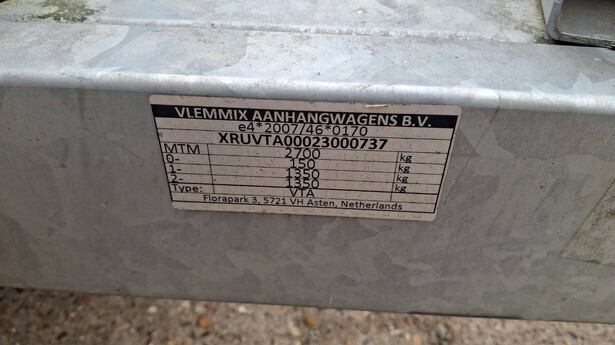 VLEMMIX AANHANGWAGENS B.V.
e4*2007/46*0170
XRUVTA00023000737
MTM 2700 kg
0- 150 kg
1- 1350 kg
2- 1350 kg
Type: VTA
Florapark 3, 5721 VH Asten, Netherlands